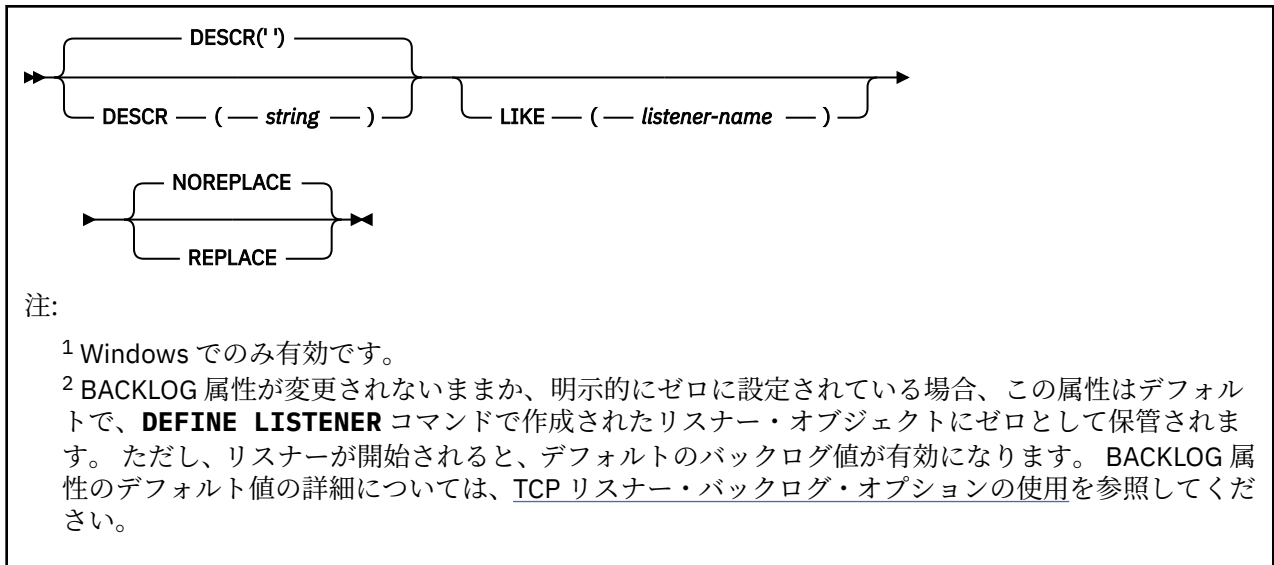 DESCR(' ')
DESCR ( string )
LIKE ( listener-name )
NOREPLACE
REPLACE
注:
1 Windows でのみ有効です。
2 BACKLOG 属性が変更されないままか、明示的にゼロに設定されている場合、この属性はデフォル
トで、DEFINE LISTENER コマンドで作成されたリスナー・オブジェクトにゼロとして保管されま
す。 ただし、リスナーが開始されると、デフォルトのバックログ値が有効になります。 BACKLOG 属
性のデフォルト値の詳細については、TCP リスナー・バックログ・オプションの使用を参照してくだ
さい。